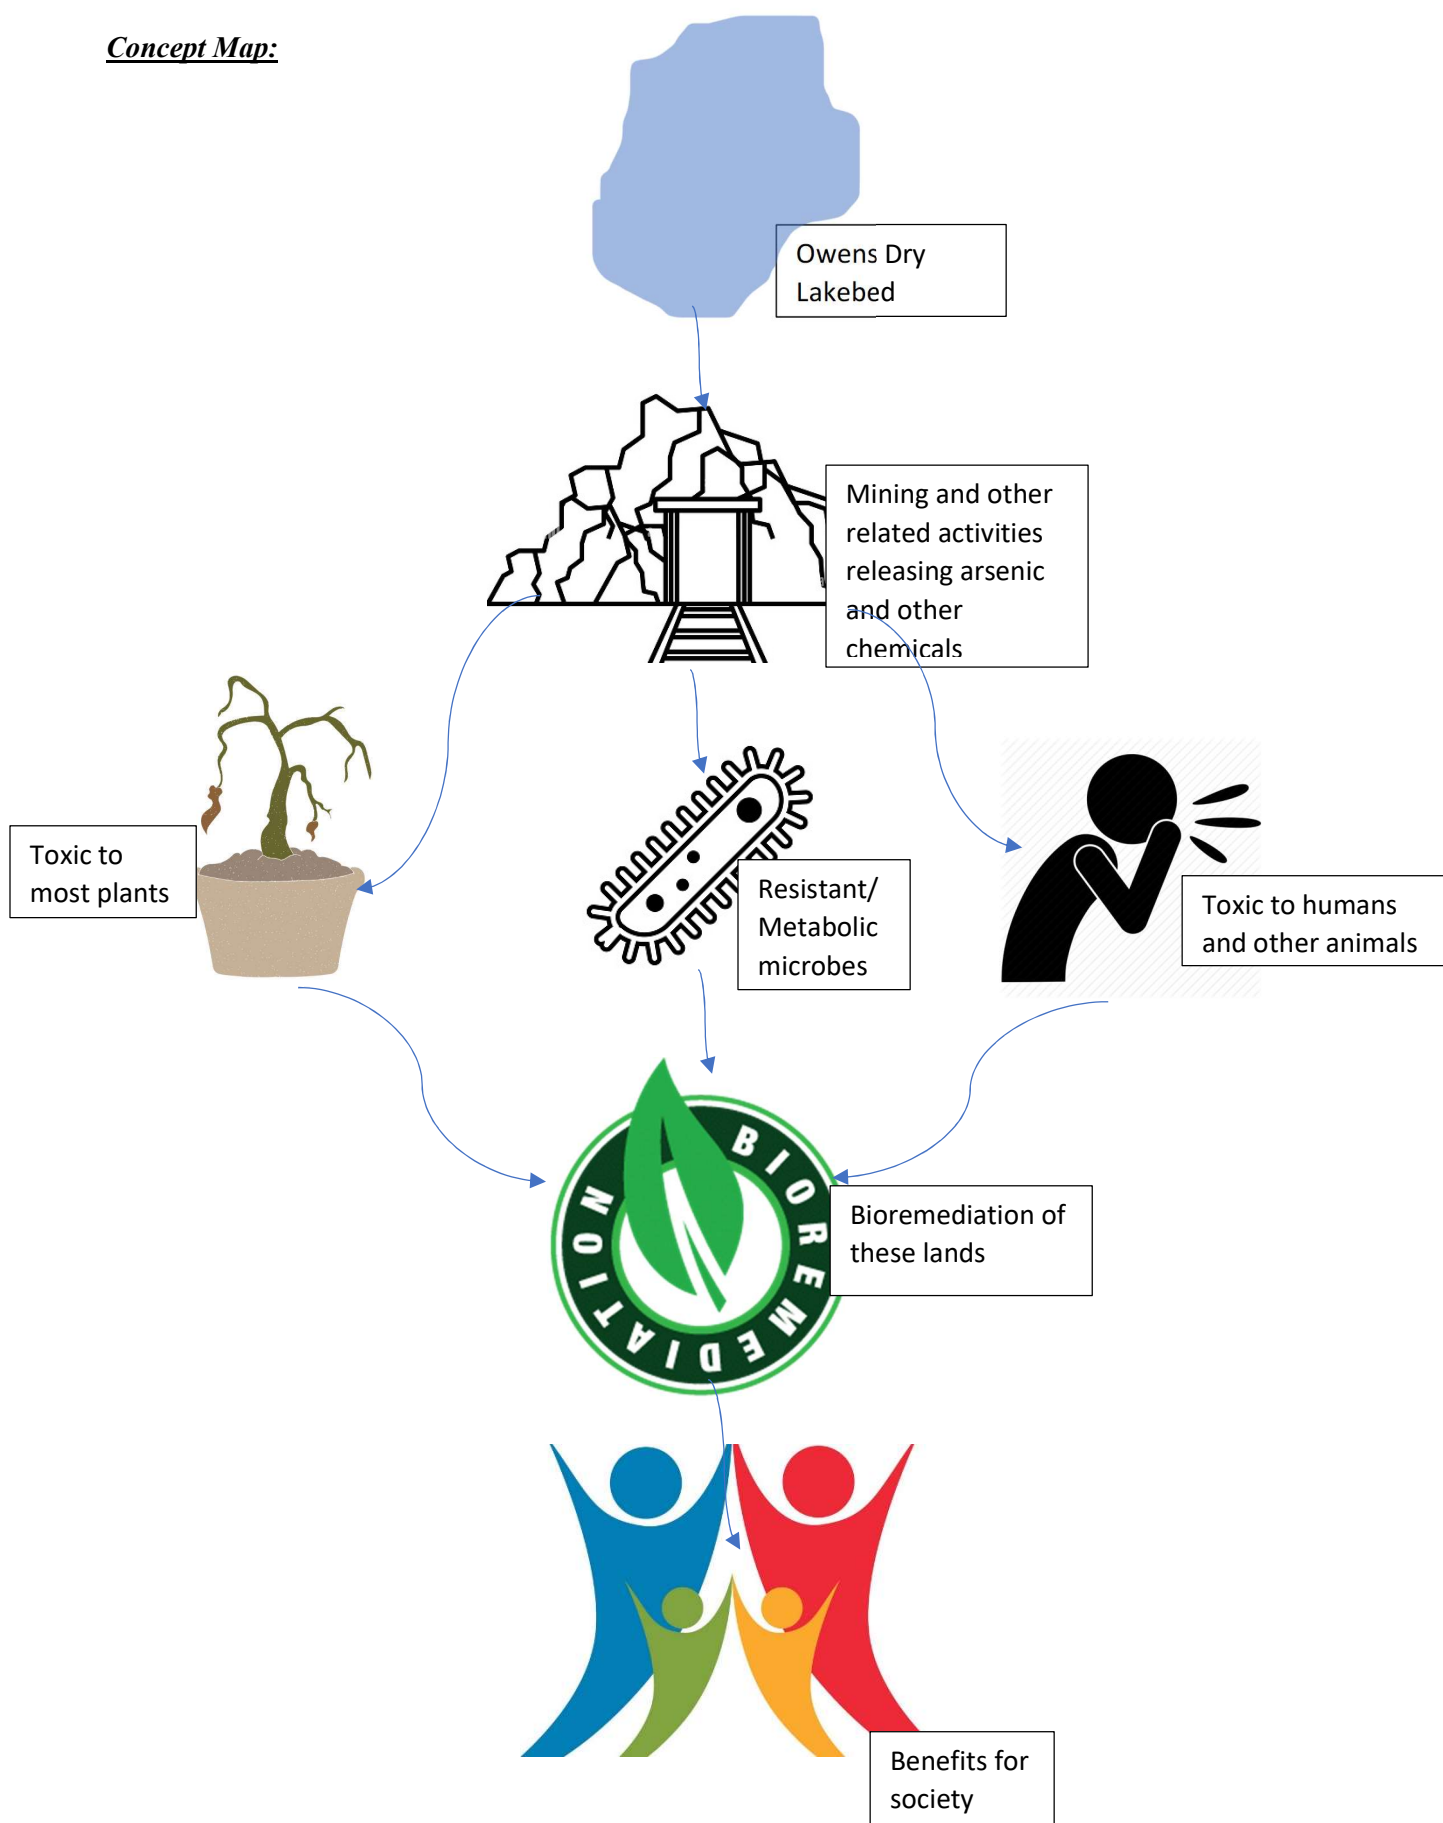 Concept Map:
Owens Dry
Lakebed
Mining and other
related activities
releasing arsenic
and other
chemicals
Toxic to
most plants
Resistant/
Metabolic
microbes
Toxic to humans
and other animals
BIOREMEDIATION
Bioremediation of
these lands
Benefits for
society